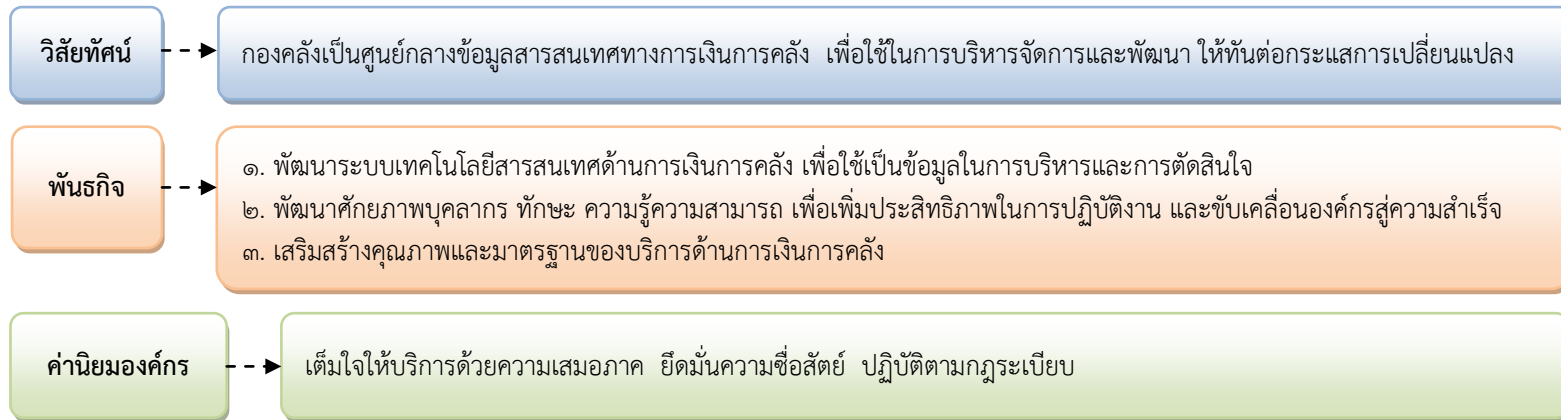 วิสัยทัศน์
กองคลังเป็นศูนย์กลางข้อมูลสารสนเทศทางการเงินการคลัง เพื่อใช้ในการบริหารจัดการและพัฒนา ให้ทันต่อกระแสการเปลี่ยนแปลง
พันธกิจ
๑. พัฒนาระบบเทคโนโลยีสารสนเทศด้านการเงินการคลัง เพื่อใช้เป็นข้อมูลในการบริหารและการตัดสินใจ
๒. พัฒนาศักยภาพบุคลากร ทักษะ ความรู้ความสามารถ เพื่อเพิ่มประสิทธิภาพในการปฏิบัติงาน และขับเคลื่อนองค์กรสู่ความสำเร็จ
๓. เสริมสร้างคุณภาพและมาตรฐานของบริการด้านการเงินการคลัง
ค่านิยมองค์กร
เต็มใจให้บริการด้วยความเสมอภาค ยึดมั่นความซื่อสัตย์ ปฏิบัติตามกฎระเบียบ